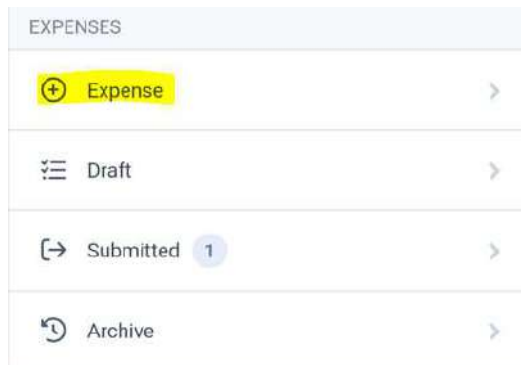 EXPENSES
Expense
Draft
Submitted 1
Archive